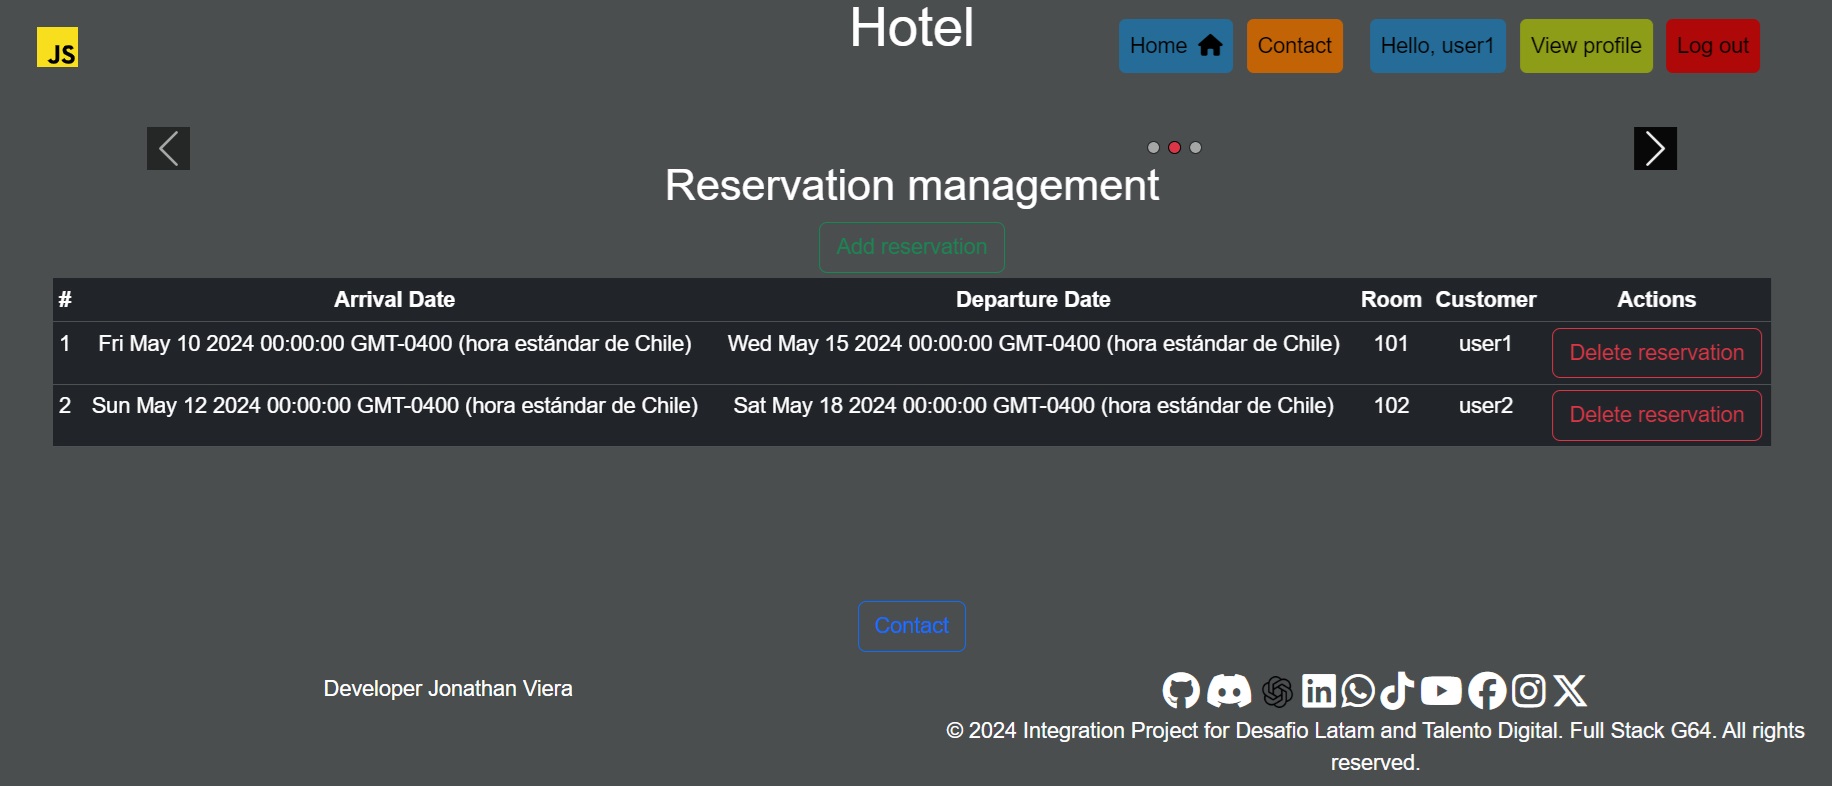 JS
Hotel
Home
Contact
Hello, user1
View profile
Log out
Reservation management
Add reservation
# Arrival Date Departure Date Room Customer Actions
1 Fri May 10 2024 00:00:00 GMT-0400 (hora estándar de Chile) Wed May 15 2024 00:00:00 GMT-0400 (hora estándar de Chile) 101 user1 Delete reservation
2 Sun May 12 2024 00:00:00 GMT-0400 (hora estándar de Chile) Sat May 18 2024 00:00:00 GMT-0400 (hora estándar de Chile) 102 user2 Delete reservation
Contact
Developer Jonathan Viera
© 2024 Integration Project for Desafio Latam and Talento Digital. Full Stack G64. All rights
reserved.